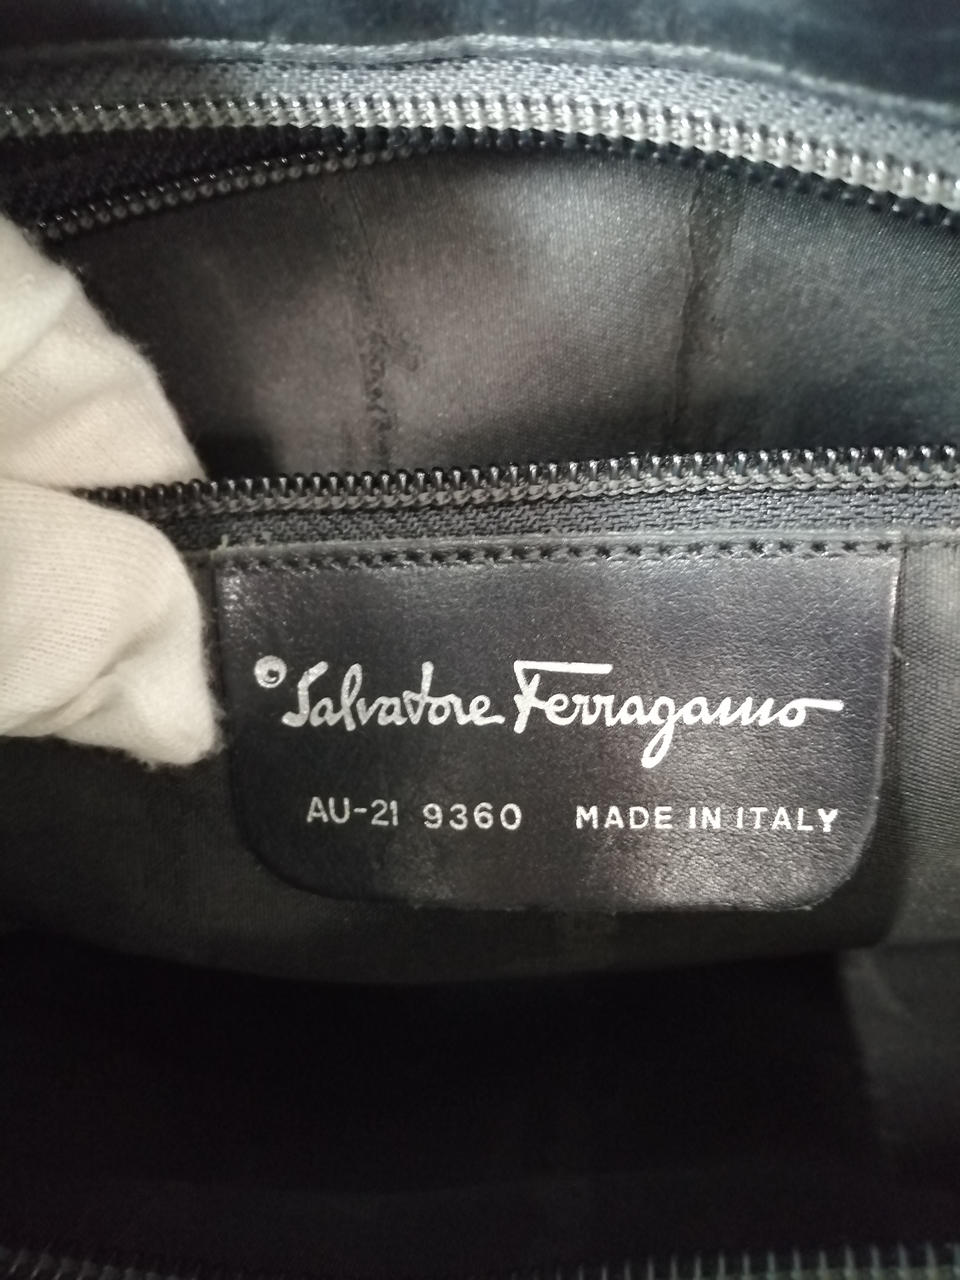 © Salvatore Ferragamo
AU-21 9360 MADE IN ITALY